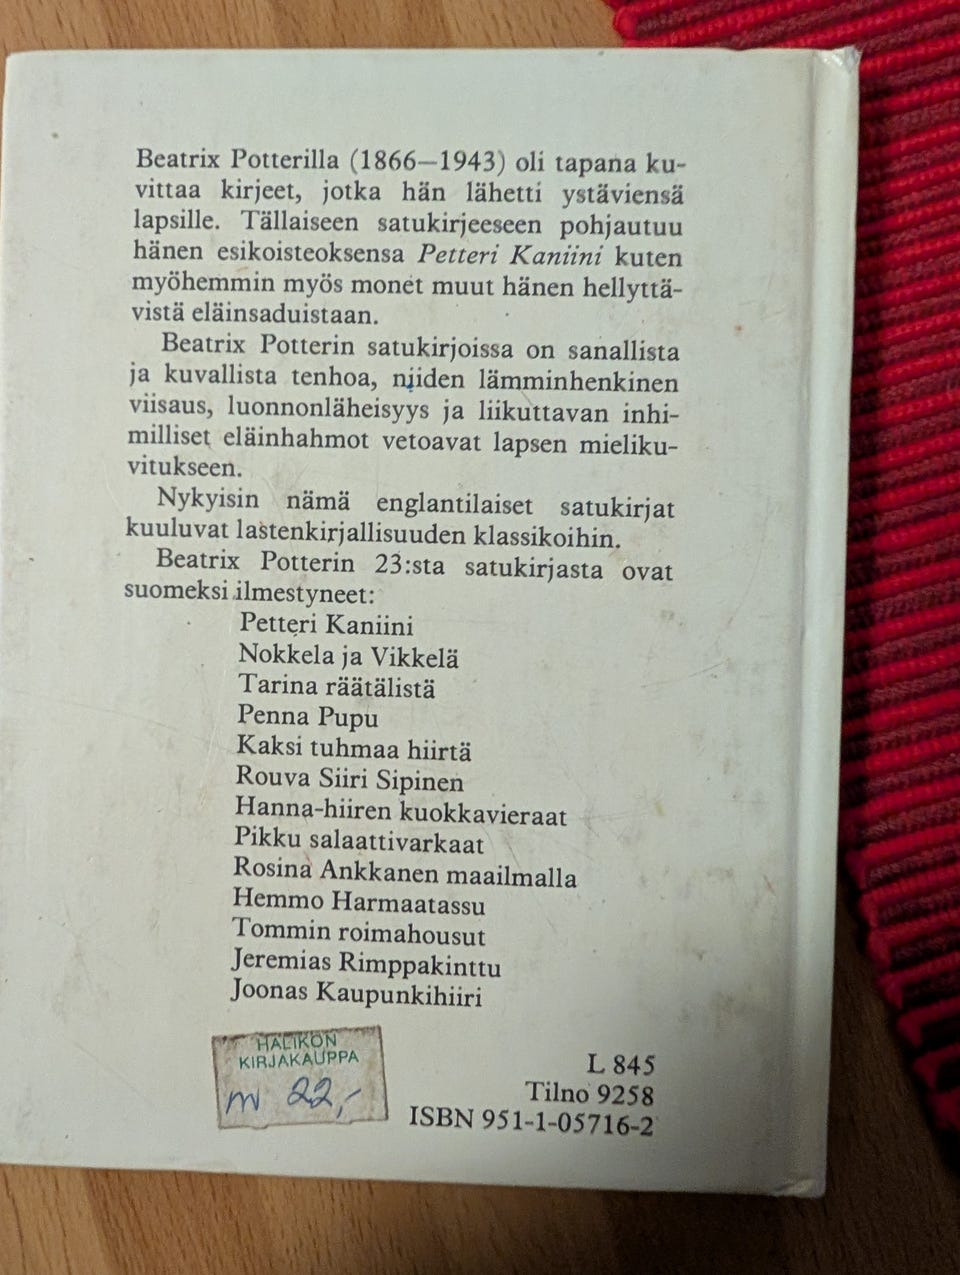 Beatrix Potterilla (1866—1943) oli tapana ku-
vittaa kirjeet, jotka hän lähetti ystäviensä
lapsille. Tällaiseen satukirjeeseen pohjautuu
hänen esikoisteoksensa Petteri Kaniini kuten
myöhemmin myös monet muut hänen hellyttä-
vistä eläinsaduistaan.
Beatrix Potterin satukirjoissa on sanallista
ja kuvallista tenhoa, niiden lämminhenkinen
viisaus, luonnonläheisyys ja liikuttavan inhi-
milliset eläinhahmot vetoavat lapsen mieliku-
vitukseen.
Nykyisin nämä englantilaiset satukirjat
kuuluvat lastenkirjallisuuden klassikoihin.
Beatrix Potterin 23:sta satukirjasta ovat
suomeksi ilmestyneet:
Petteri Kaniini
Nokkela ja Vikkelä
Tarina räätälistä
Penna Pupu
Kaksi tuhmaa hiirtä
Rouva Siiri Sipinen
Hanna-hiiren kuokkavieraat
Pikku salaattivarkaat
Rosina Ankkanen maailmalla
Hemmo Harmaatassu
Tommin roimahousut
Jeremias Rimppakinttu
Joonas Kaupunkihiiri
HALIKON
KIRJAKAUPPA
m 22,-
L 845
Tilno 9258
ISBN 951-1-05716-2